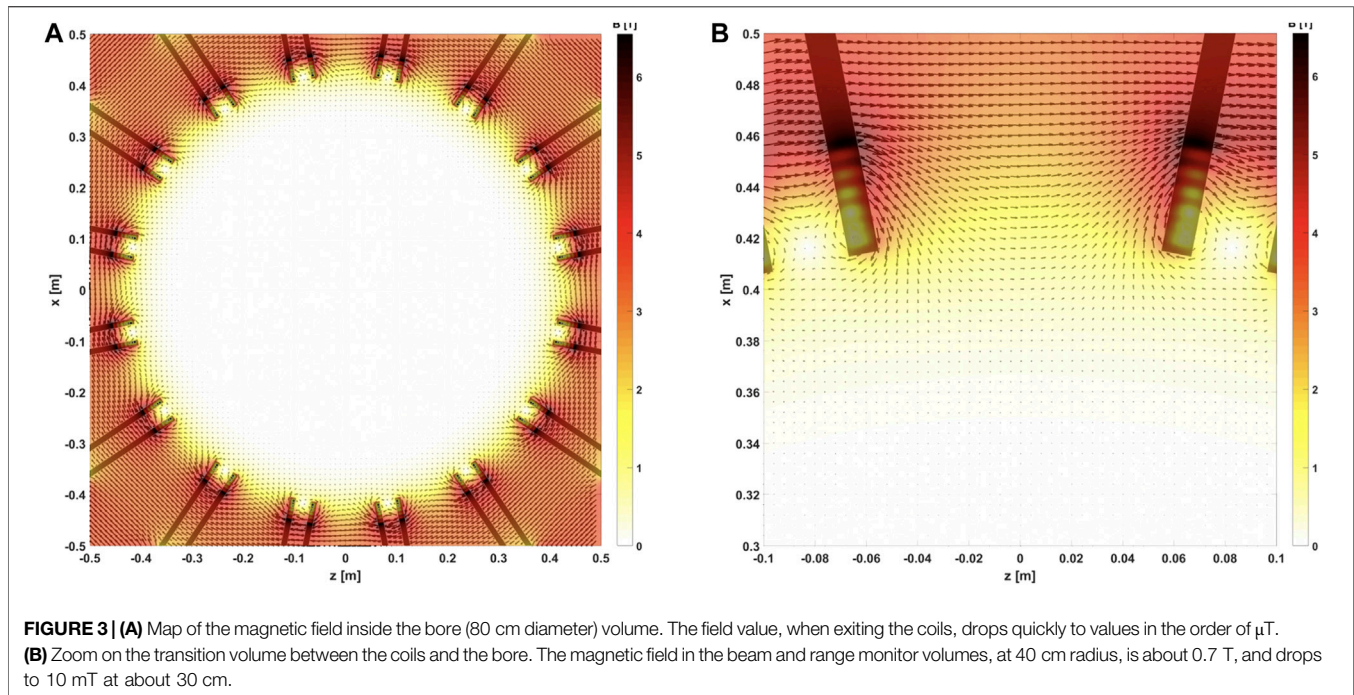 A
0.5
0.4
0.3
0.2
0.1
0
-0.1
-0.2
-0.3
-0.4
-0.5
x [m]
-0.5 -0.4 -0.3 -0.2 -0.1 0 0.1 0.2 0.3 0.4 0.5
z [m]
B [T]
6
5
4
3
2
1
0
B
0.5
0.48
0.46
0.44
0.42
0.4
0.38
0.36
0.34
0.32
0.3
x [m]
-0.1 -0.08 -0.06 -0.04 -0.02 0 0.02 0.04 0.06 0.08 0.1
z [m]
B [T]
6
5
4
3
2
1
0
FIGURE 3 | (A) Map of the magnetic field inside the bore (80 cm diameter) volume. The field value, when exiting the coils, drops quickly to values in the order of μT.
(B) Zoom on the transition volume between the coils and the bore. The magnetic field in the beam and range monitor volumes, at 40 cm radius, is about 0.7 T, and drops
to 10 mT at about 30 cm.